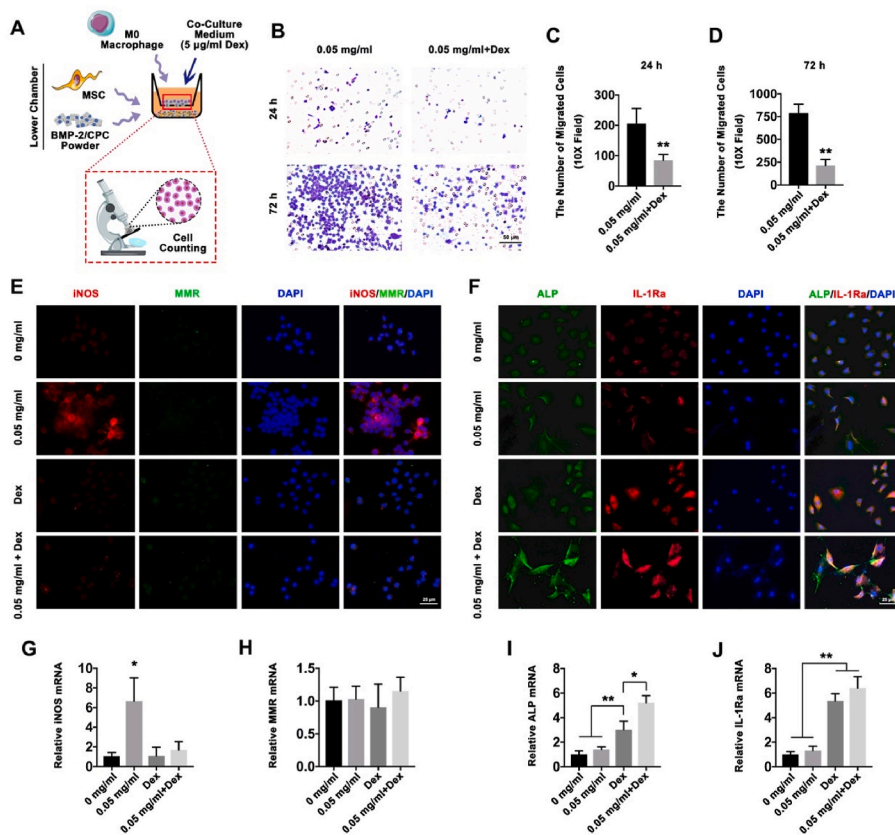 A
M0
Macrophage
Co-Culture
Medium
(5 μg/ml Dex)
Lower Chamber
MSC
BMP-2/CPC
Powder
Cell
Counting
B
0.05 mg/ml
0.05 mg/ml+Dex
24 h
72 h
50 μm
C
24 h
The Number of Migrated Cells
(10X Field)
300
200
100
0
**
0.05 mg/ml
0.05 mg/ml+Dex
D
72 h
The Number of Migrated Cells
(10X Field)
1000
750
500
250
0
**
0.05 mg/ml
0.05 mg/ml+Dex
E
iNOS
MMR
DAPI
iNOS/MMR/DAPI
0 mg/ml
0.05 mg/ml
Dex
0.05 mg/ml + Dex
25 μm
F
ALP
IL-1Ra
DAPI
ALP/IL-1Ra/DAPI
0 mg/ml
0.05 mg/ml
Dex
0.05 mg/ml + Dex
25 μm
G
Relative iNOS mRNA
10
8
6
4
2
0
*
0 mg/ml
0.05 mg/ml
Dex
0.05 mg/ml+Dex
H
Relative MMR mRNA
1.5
1.0
0.5
0.0
0 mg/ml
0.05 mg/ml
Dex
0.05 mg/ml+Dex
I
Relative ALP mRNA
8
6
4
2
0
**
*
0 mg/ml
0.05 mg/ml
Dex
0.05 mg/ml+Dex
J
Relative IL-1Ra mRNA
8
6
4
2
0
**
0 mg/ml
0.05 mg/ml
Dex
0.05 mg/ml+Dex